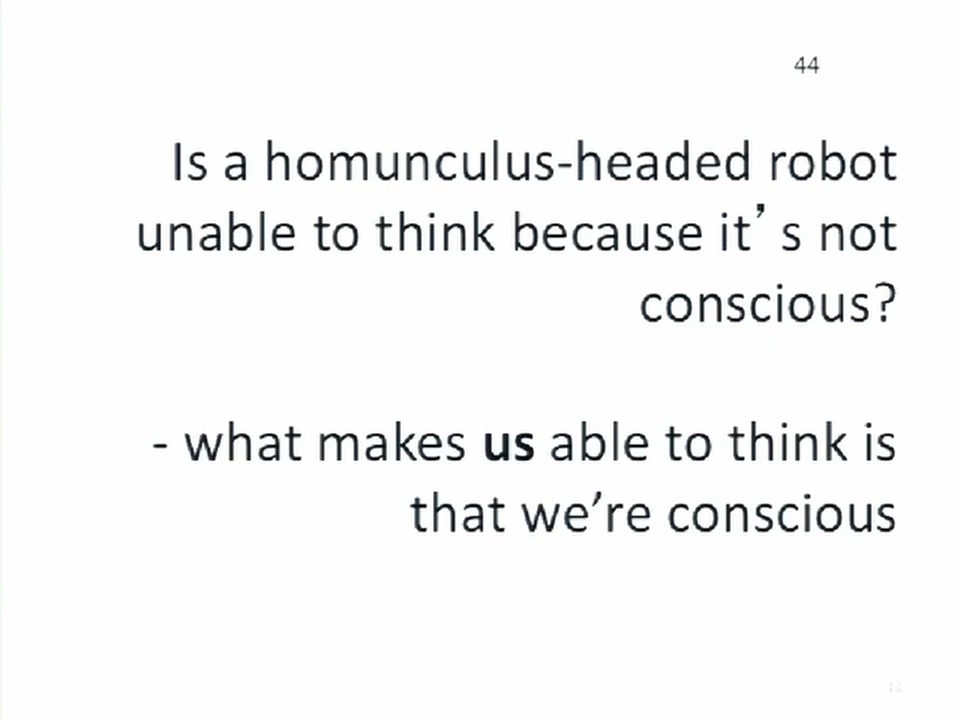 44
Is a homunculus-headed robot
unable to think because it’s not
conscious?
- what makes us able to think is
that we’re conscious